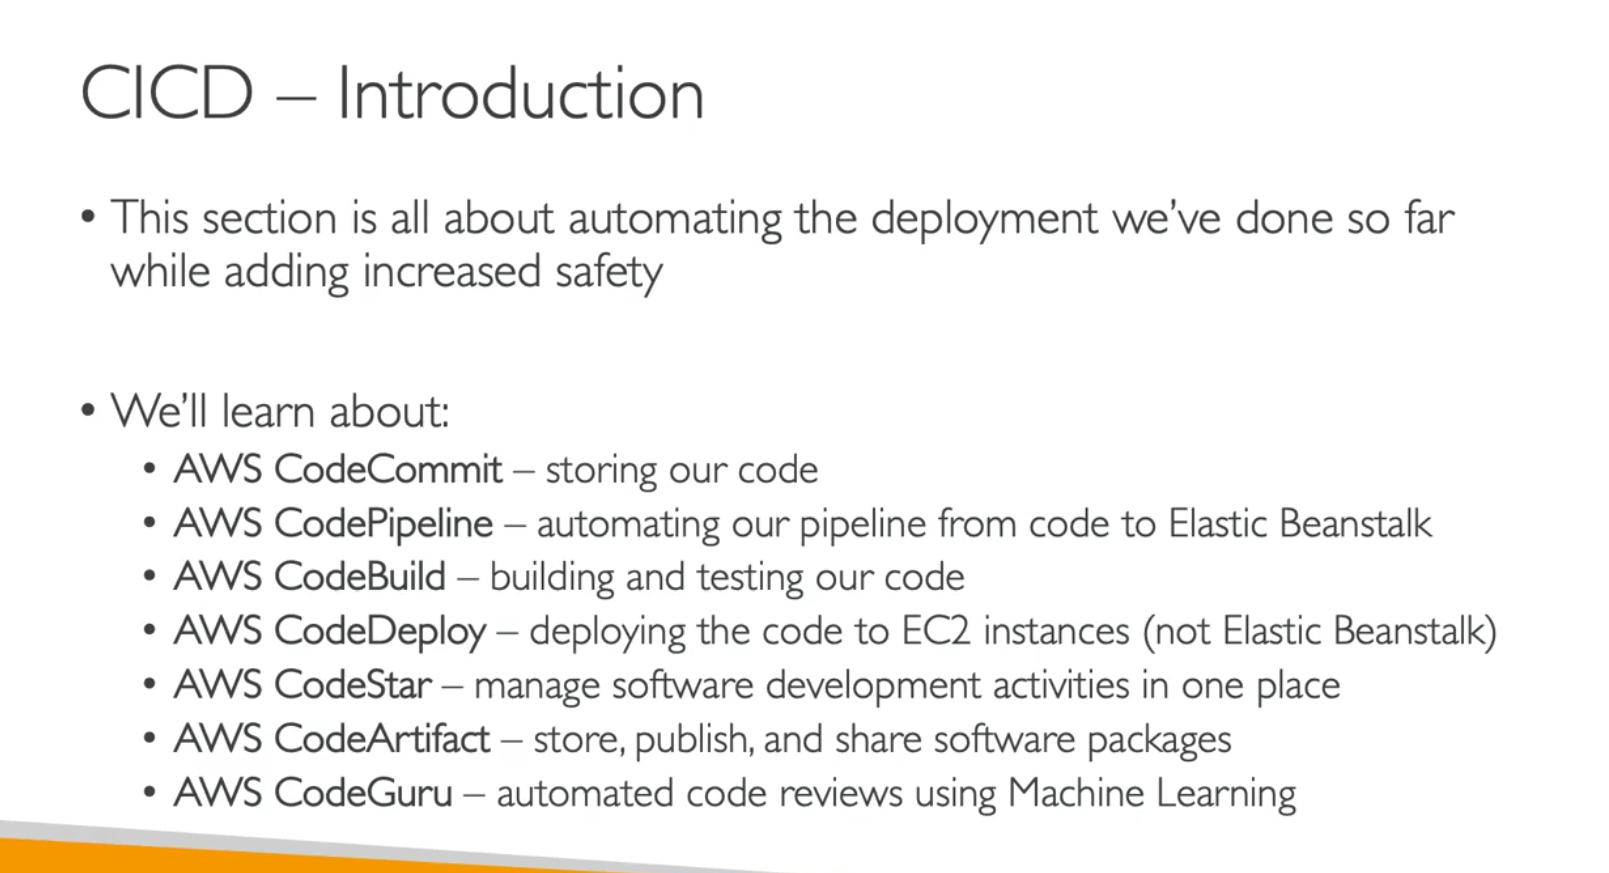 CICD – Introduction
• This section is all about automating the deployment we’ve done so far
while adding increased safety
• We’ll learn about:
• AWS CodeCommit – storing our code
• AWS CodePipeline – automating our pipeline from code to Elastic Beanstalk
• AWS CodeBuild – building and testing our code
• AWS CodeDeploy – deploying the code to EC2 instances (not Elastic Beanstalk)
• AWS CodeStar – manage software development activities in one place
• AWS CodeArtifact – store, publish, and share software packages
• AWS CodeGuru – automated code reviews using Machine Learning